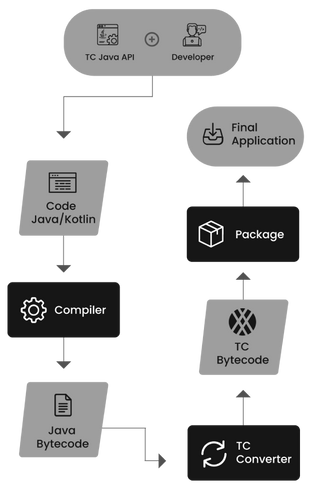 TC Java API
Developer
Code
Java/Kotlin
Compiler
Java
Bytecode
TC
Converter
TC
Bytecode
Package
Final
Application